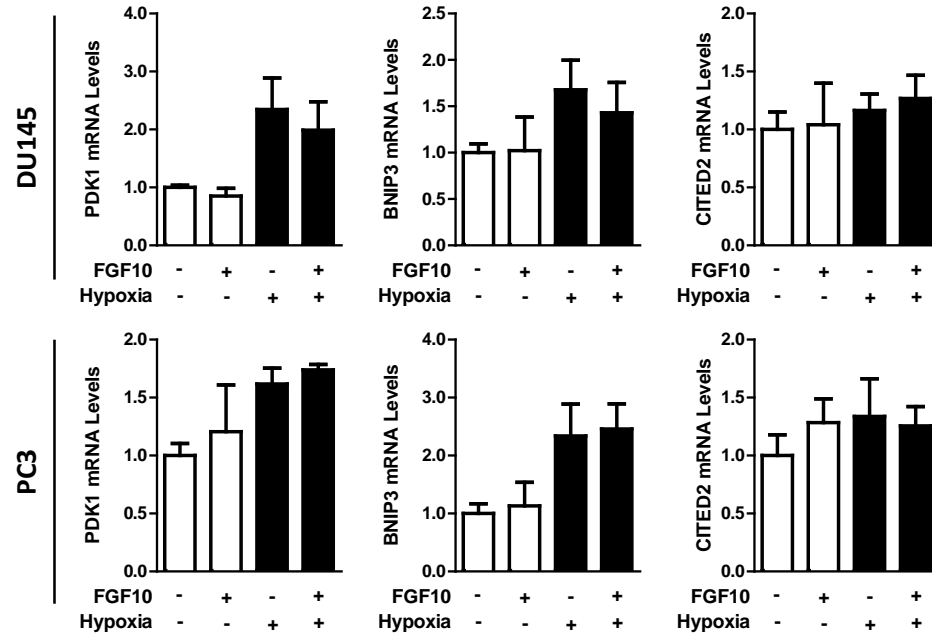 DU145
PDK1 mRNA Levels
4.0
3.0
2.0
1.0
0.0
FGF10 - + - +
Hypoxia - - + +
BNIP3 mRNA Levels
2.5
2.0
1.5
1.0
0.5
0.0
FGF10 - + - +
Hypoxia - - + +
CITED2 mRNA Levels
2.0
1.5
1.0
0.5
0.0
FGF10 - + - +
Hypoxia - - + +
PC3
PDK1 mRNA Levels
2.0
1.5
1.0
0.5
0.0
FGF10 - + - +
Hypoxia - - + +
BNIP3 mRNA Levels
4.0
3.0
2.0
1.0
0.0
FGF10 - + - +
Hypoxia - - + +
CITED2 mRNA Levels
2.0
1.5
1.0
0.5
0.0
FGF10 - + - +
Hypoxia - - + +